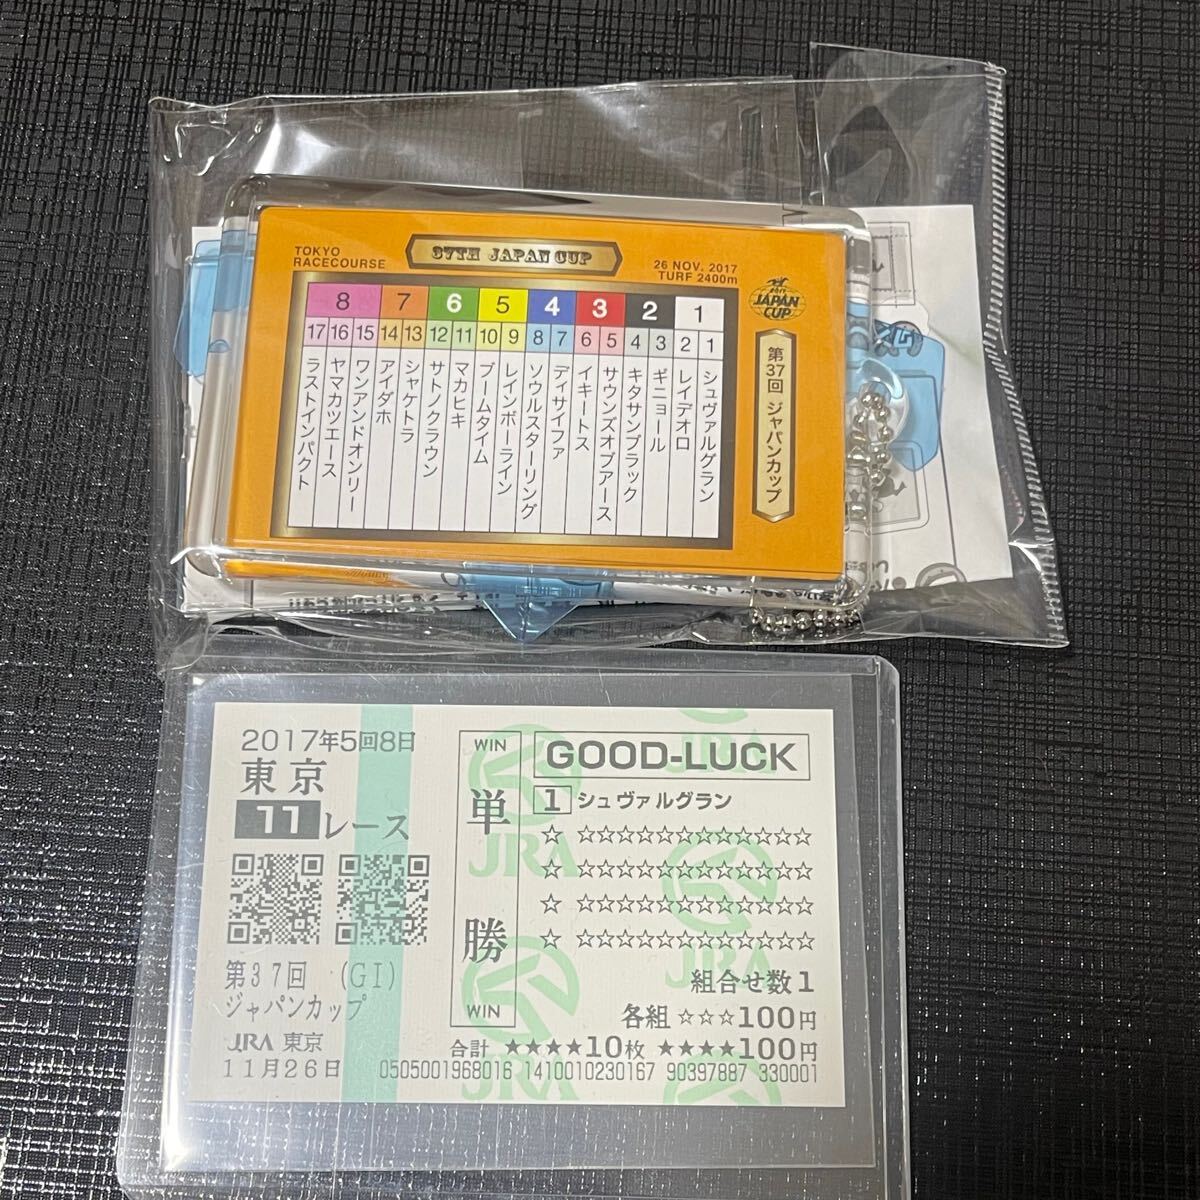 TOKYO
RACECOURSE
37TH JAPAN CUP
26 NOV. 2017
TURF 2400m
JAPAN
CUP
第37回 ジャパンカップ
8 7 6 5 4 3 2 1
17 16 15 14 13 12 11 10 9 8 7 6 5 4 3 2 1
シュヴァルグラン
レイデオロ
ギニョール
キタサンブラック
サウンズオブアース
イキートス
ディサイファ
ソウルスターリング
レインボーライン
ブームタイム
マカヒキ
サトノクラウン
シャケトラ
アイダホ
ワンアンドオンリー
ヤマカツエース
ラストインパクト
2017年5回8日
東京
11レース
第37回 (GI)
ジャパンカップ
JRA 東京
11月26日
WIN
単勝
WIN
GOOD-LUCK
1 シュヴァルグラン
☆ ☆☆☆☆☆☆☆☆☆☆☆☆
☆ ☆☆☆☆☆☆☆☆☆☆☆☆
☆ ☆☆☆☆☆☆☆☆☆☆☆☆
☆ ☆☆☆☆☆☆☆☆☆☆☆☆
組合せ数1
各組 ☆☆☆100円
合計 ★★★★10枚 ★★★★100円
0505001968016 1410010230167 90397887 330001
JRA
JRA
JRA
JRA